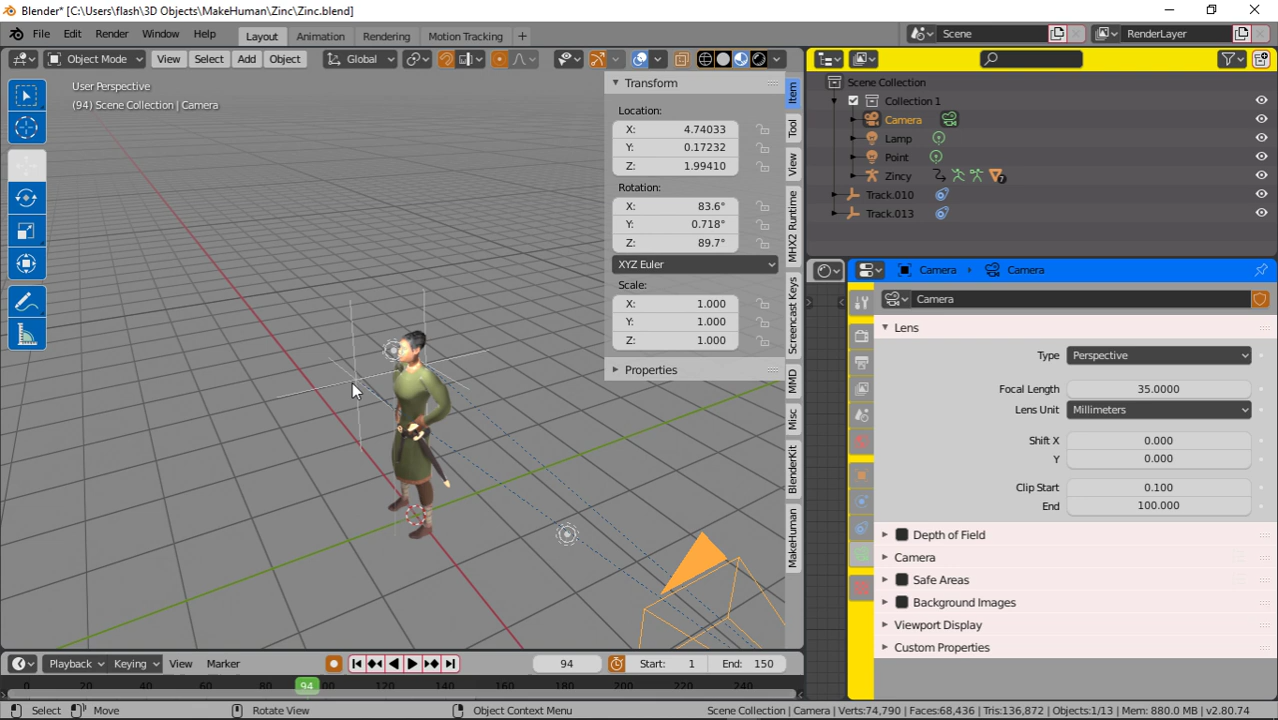 Blender* [C:\Users\flash\3D Objects\MakeHuman\Zinc\Zinc.blend]
File Edit Render Window Help Layout Animation Rendering Motion Tracking + Scene RenderLayer
Object Mode View Select Add Object Global
User Perspective
(94) Scene Collection | Camera
Transform
Location:
X: 4.74033
Y: 0.17232
Z: 1.99410
Rotation:
X: 83.6°
Y: 0.718°
Z: 89.7°
XYZ Euler
Scale:
X: 1.000
Y: 1.000
Z: 1.000
Properties
Item
Tool
View
MHX2 Runtime
Screencast Keys
MMD
Misc
BlenderKit
MakeHuman
Scene Collection
Collection 1
Camera
Lamp
Point
Zincy 7
Track.010
Track.013
Camera Camera
Camera
Lens
Type Perspective
Focal Length 35.0000
Lens Unit Millimeters
Shift X 0.000
Y 0.000
Clip Start 0.100
End 100.000
Depth of Field
Camera
Safe Areas
Background Images
Viewport Display
Custom Properties
Playback Keying View Marker 94 Start: 1 End: 150
0 20 40 60 80 94 00 120 140 160 180 200 220 240
Select Move Rotate View Object Context Menu Scene Collection | Camera | Verts:74,790 | Faces:68,436 | Tris:136,872 | Objects:1/13 | Mem: 880.0 MB | v2.80.74